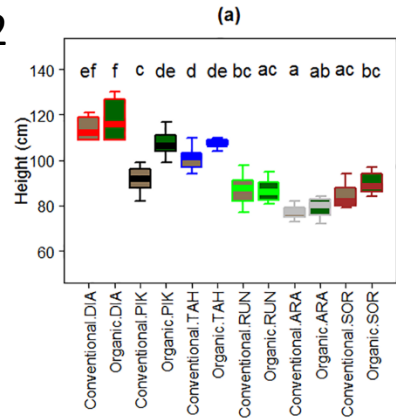 2
(a)
ef f c de d de bc ac a ab ac bc
Height (cm)
140
120
100
80
60
Conventional.DIA
Organic.DIA
Conventional.PIK
Organic.PIK
Conventional.TAH
Organic.TAH
Conventional.RUN
Organic.RUN
Conventional.ARA
Organic.ARA
Conventional.SOR
Organic.SOR